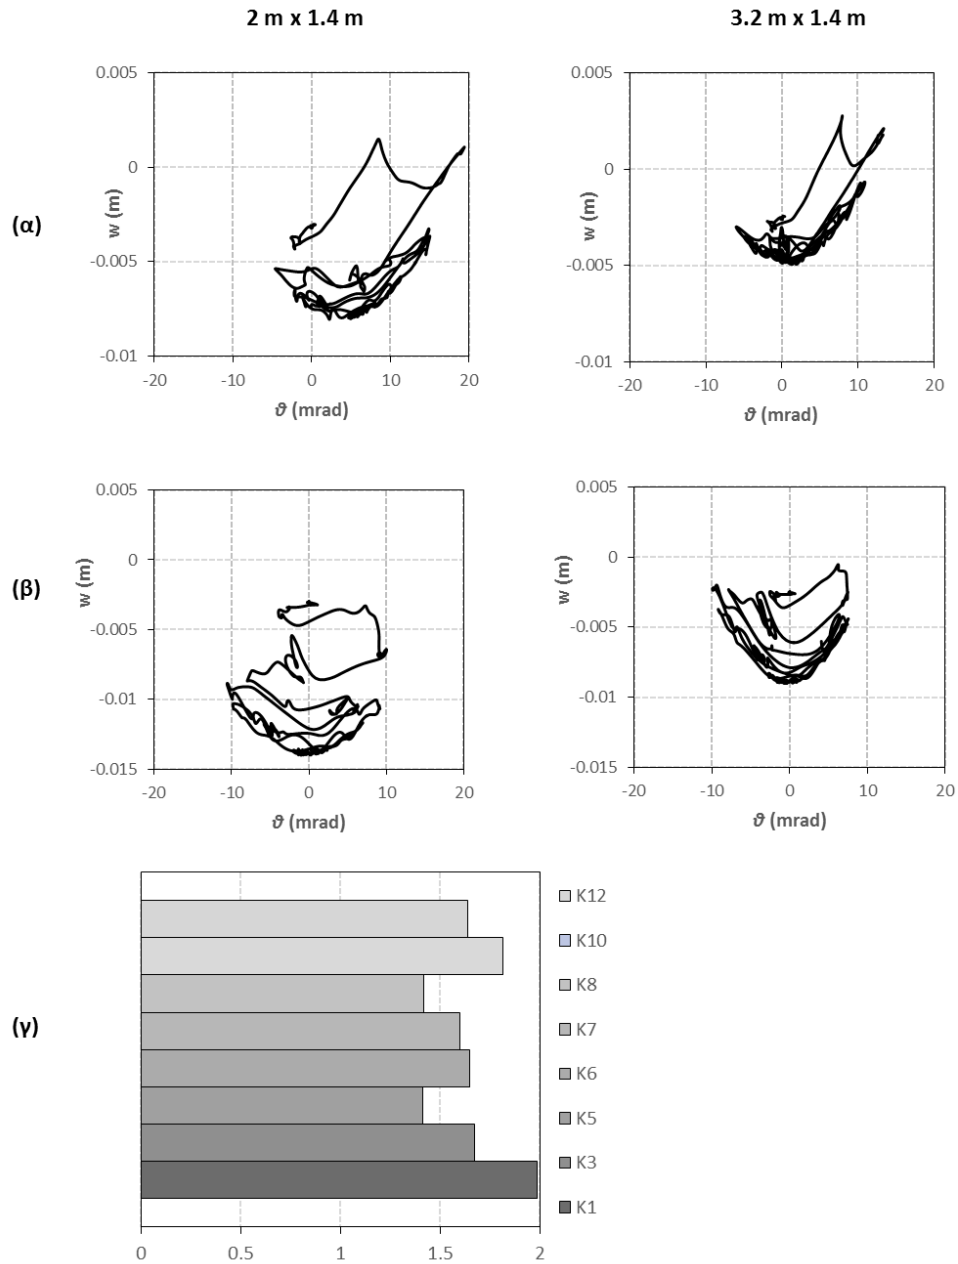 2 m x 1.4 m
3.2 m x 1.4 m
(α)
0.005
0
-0.005
-0.01
w (m)
-20 -10 0 10 20
ϑ (mrad)
0.005
0
-0.005
-0.01
w (m)
-20 -10 0 10 20
ϑ (mrad)
(β)
0.005
0
-0.005
-0.01
-0.015
w (m)
-20 -10 0 10 20
ϑ (mrad)
0.005
0
-0.005
-0.01
-0.015
w (m)
-20 -10 0 10 20
ϑ (mrad)
(γ)
K12
K10
K8
K7
K6
K5
K3
K1
0 0.5 1 1.5 2